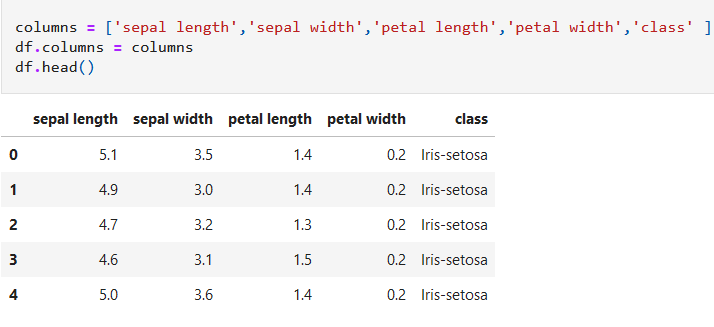 columns = ['sepal length','sepal width','petal length','petal width','class' ]
df.columns = columns
df.head()
sepal length sepal width petal length petal width class
0 5.1 3.5 1.4 0.2 Iris-setosa
1 4.9 3.0 1.4 0.2 Iris-setosa
2 4.7 3.2 1.3 0.2 Iris-setosa
3 4.6 3.1 1.5 0.2 Iris-setosa
4 5.0 3.6 1.4 0.2 Iris-setosa